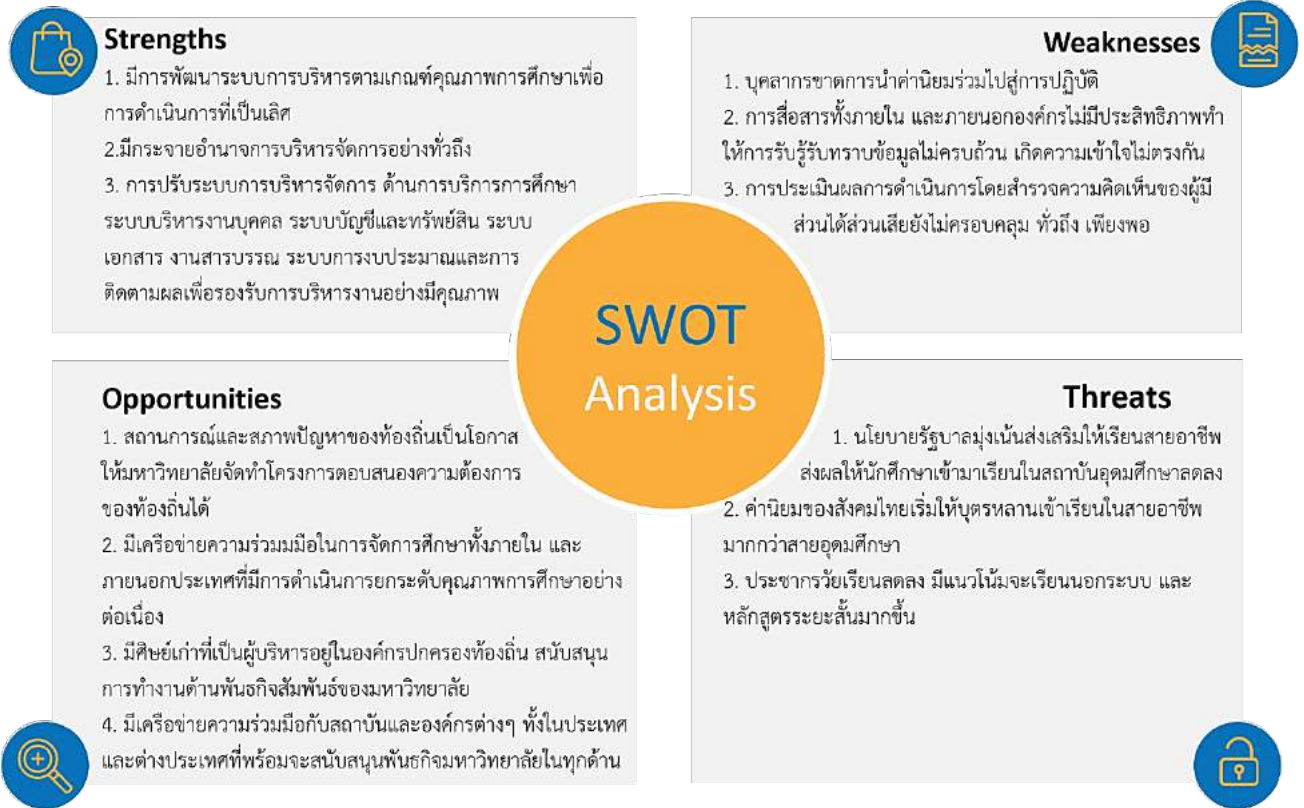 Strengths
1. มีการพัฒนาระบบการบริหารตามเกณฑ์คุณภาพการศึกษาเพื่อ
การดำเนินการที่เป็นเลิศ
2.มีกระจายอำนาจการบริหารจัดการอย่างทั่วถึง
3. การปรับระบบการบริหารจัดการ ด้านการบริการการศึกษา
ระบบบริหารงานบุคคล ระบบบัญชีและทรัพย์สิน ระบบ
เอกสาร งานสารบรรณ ระบบการงบประมาณและการ
ติดตามผลเพื่อรองรับการบริหารงานอย่างมีคุณภาพ
Weaknesses
1. บุคลากรขาดการนำค่านิยมร่วมไปสู่การปฏิบัติ
2. การสื่อสารทั้งภายใน และภายนอกองค์กรไม่มีประสิทธิภาพทำ
ให้การรับรู้รับทราบข้อมูลไม่ครบถ้วน เกิดความเข้าใจไม่ตรงกัน
3. การประเมินผลการดำเนินการโดยสำรวจความคิดเห็นของผู้มี
ส่วนได้ส่วนเสียยังไม่ครอบคลุม ทั่วถึง เพียงพอ
SWOT
Analysis
Opportunities
1. สถานการณ์และสภาพปัญหาของท้องถิ่นเป็นโอกาส
ให้มหาวิทยาลัยจัดทำโครงการตอบสนองความต้องการ
ของท้องถิ่นได้
2. มีเครือข่ายความร่วมมมือในการจัดการศึกษาทั้งภายใน และ
ภายนอกประเทศที่มีการดำเนินการยกระดับคุณภาพการศึกษาอย่าง
ต่อเนื่อง
3. มีศิษย์เก่าที่เป็นผู้บริหารอยู่ในองค์กรปกครองท้องถิ่น สนับสนุน
การทำงานด้านพันธกิจสัมพันธ์ของมหาวิทยาลัย
4. มีเครือข่ายความร่วมมือกับสถาบันและองค์กรต่างๆ ทั้งในประเทศ
และต่างประเทศที่พร้อมจะสนับสนุนพันธกิจมหาวิทยาลัยในทุกด้าน
Threats
1. นโยบายรัฐบาลมุ่งเน้นส่งเสริมให้เรียนสายอาชีพ
ส่งผลให้นักศึกษาเข้ามาเรียนในสถาบันอุดมศึกษาลดลง
2. ค่านิยมของสังคมไทยเริ่มให้บุตรหลานเข้าเรียนในสายอาชีพ
มากกว่าสายอุดมศึกษา
3. ประชากรวัยเรียนลดลง มีแนวโน้มจะเรียนนอกระบบ และ
หลักสูตรระยะสั้นมากขึ้น